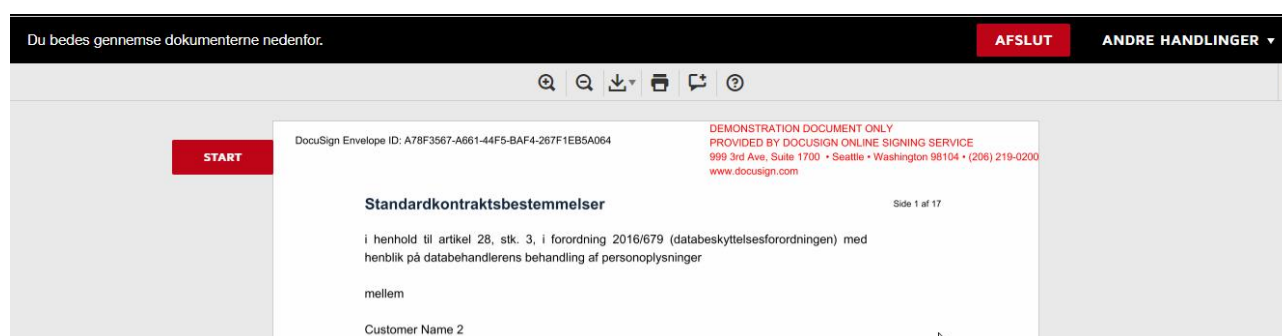 Du bedes gennemse dokumenterne nedenfor.
AFSLUT
ANDRE HANDLINGER
START
DocuSign Envelope ID: A78F3567-A661-44F5-BAF4-267F1EB5A064
DEMONSTRATION DOCUMENT ONLY
PROVIDED BY DOCUSIGN ONLINE SIGNING SERVICE
999 3rd Ave, Suite 1700 • Seattle • Washington 98104 • (206) 219-0200
www.docusign.com
Standardkontraktsbestemmelser
Side 1 af 17
i henhold til artikel 28, stk. 3, i forordning 2016/679 (databeskyttelsesforordningen) med
henblik på databehandlerens behandling af personoplysninger
mellem
Customer Name 2